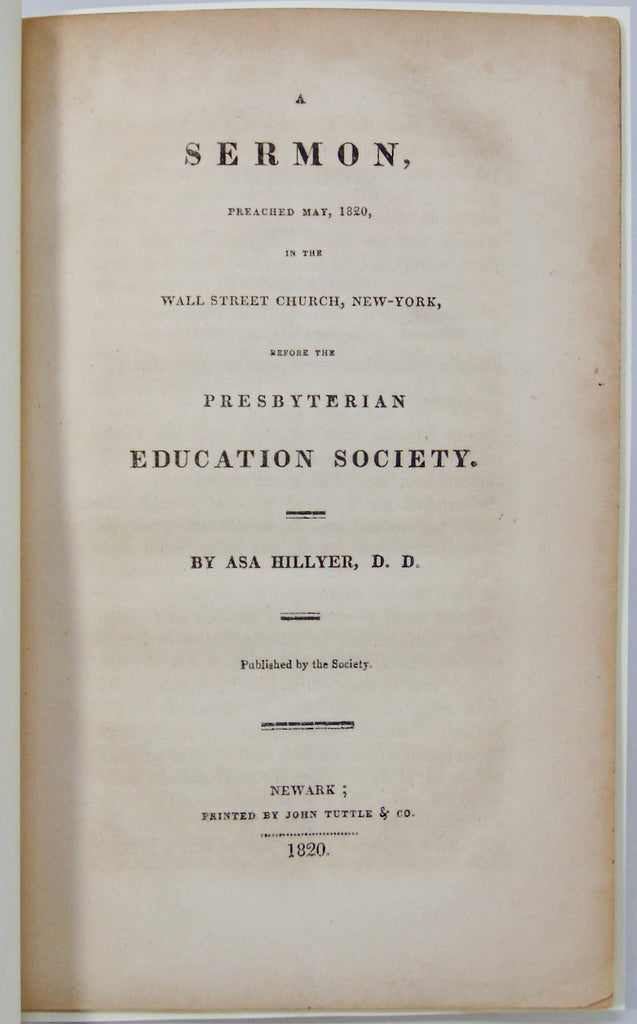 A
SERMON,
PREACHED MAY, 1820,
IN THE
WALL STREET CHURCH, NEW-YORK,
BEFORE THE
PRESBYTERIAN
EDUCATION SOCIETY.
BY ASA HILLYER, D. D.
Published by the Society.
NEWARK ;
PRINTED BY JOHN TUTTLE & CO.
1820.